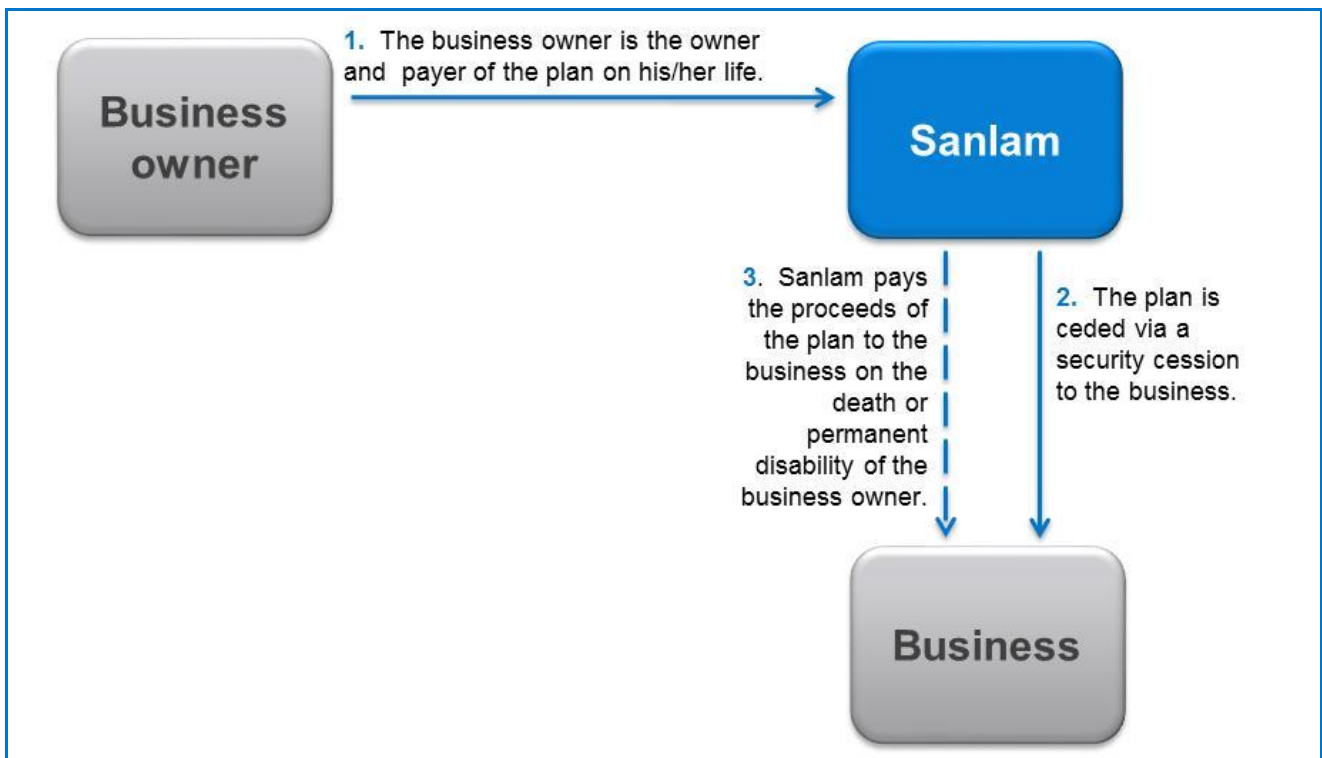 Business
owner
1. The business owner is the owner
and payer of the plan on his/her life.
Sanlam
3. Sanlam pays
the proceeds of
the plan to the
business on the
death or
permanent
disability of the
business owner.
2. The plan is
ceded via a
security cession
to the business.
Business